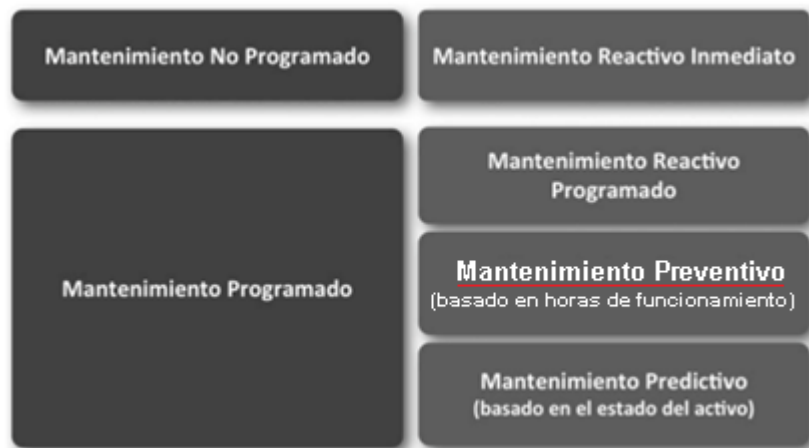 Mantenimiento No Programado
Mantenimiento Reactivo Inmediato
Mantenimiento Programado
Mantenimiento Reactivo
Programado
Mantenimiento Preventivo
(basado en horas de funcionamiento)
Mantenimiento Predictivo
(basado en el estado del activo)